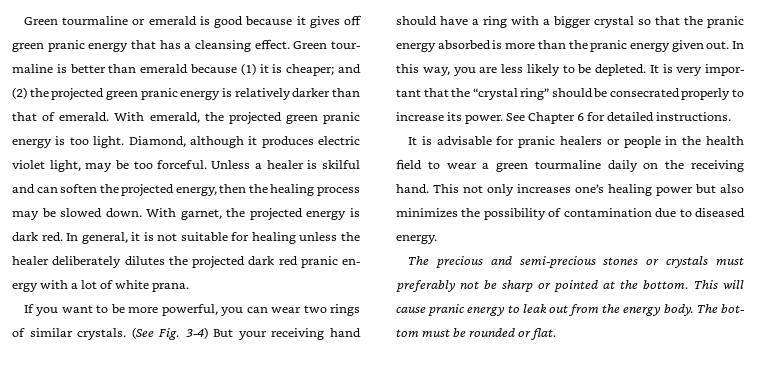 Green tourmaline or emerald is good because it gives off
green pranic energy that has a cleansing effect. Green tour-
maline is better than emerald because (1) it is cheaper; and
(2) the projected green pranic energy is relatively darker than
that of emerald. With emerald, the projected green pranic
energy is too light. Diamond, although it produces electric
violet light, may be too forceful. Unless a healer is skilful
and can soften the projected energy, then the healing process
may be slowed down. With garnet, the projected energy is
dark red. In general, it is not suitable for healing unless the
healer deliberately dilutes the projected dark red pranic en-
ergy with a lot of white prana.
If you want to be more powerful, you can wear two rings
of similar crystals. (See Fig. 3-4) But your receiving hand
should have a ring with a bigger crystal so that the pranic
energy absorbed is more than the pranic energy given out. In
this way, you are less likely to be depleted. It is very impor-
tant that the “crystal ring” should be consecrated properly to
increase its power. See Chapter 6 for detailed instructions.
It is advisable for pranic healers or people in the health
field to wear a green tourmaline daily on the receiving
hand. This not only increases one’s healing power but also
minimizes the possibility of contamination due to diseased
energy.
The precious and semi-precious stones or crystals must
preferably not be sharp or pointed at the bottom. This will
cause pranic energy to leak out from the energy body. The bot-
tom must be rounded or flat.